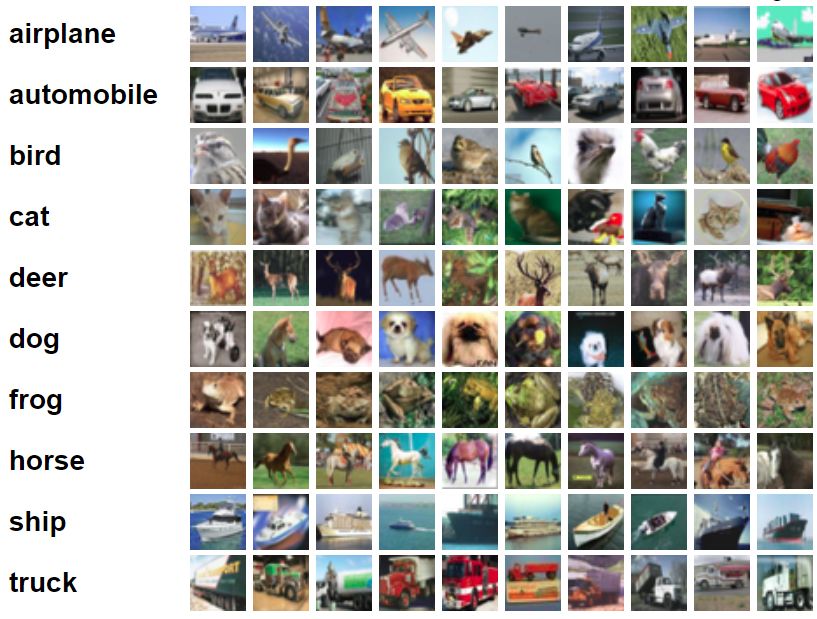 airplane
automobile
bird
cat
deer
dog
frog
horse
ship
truck